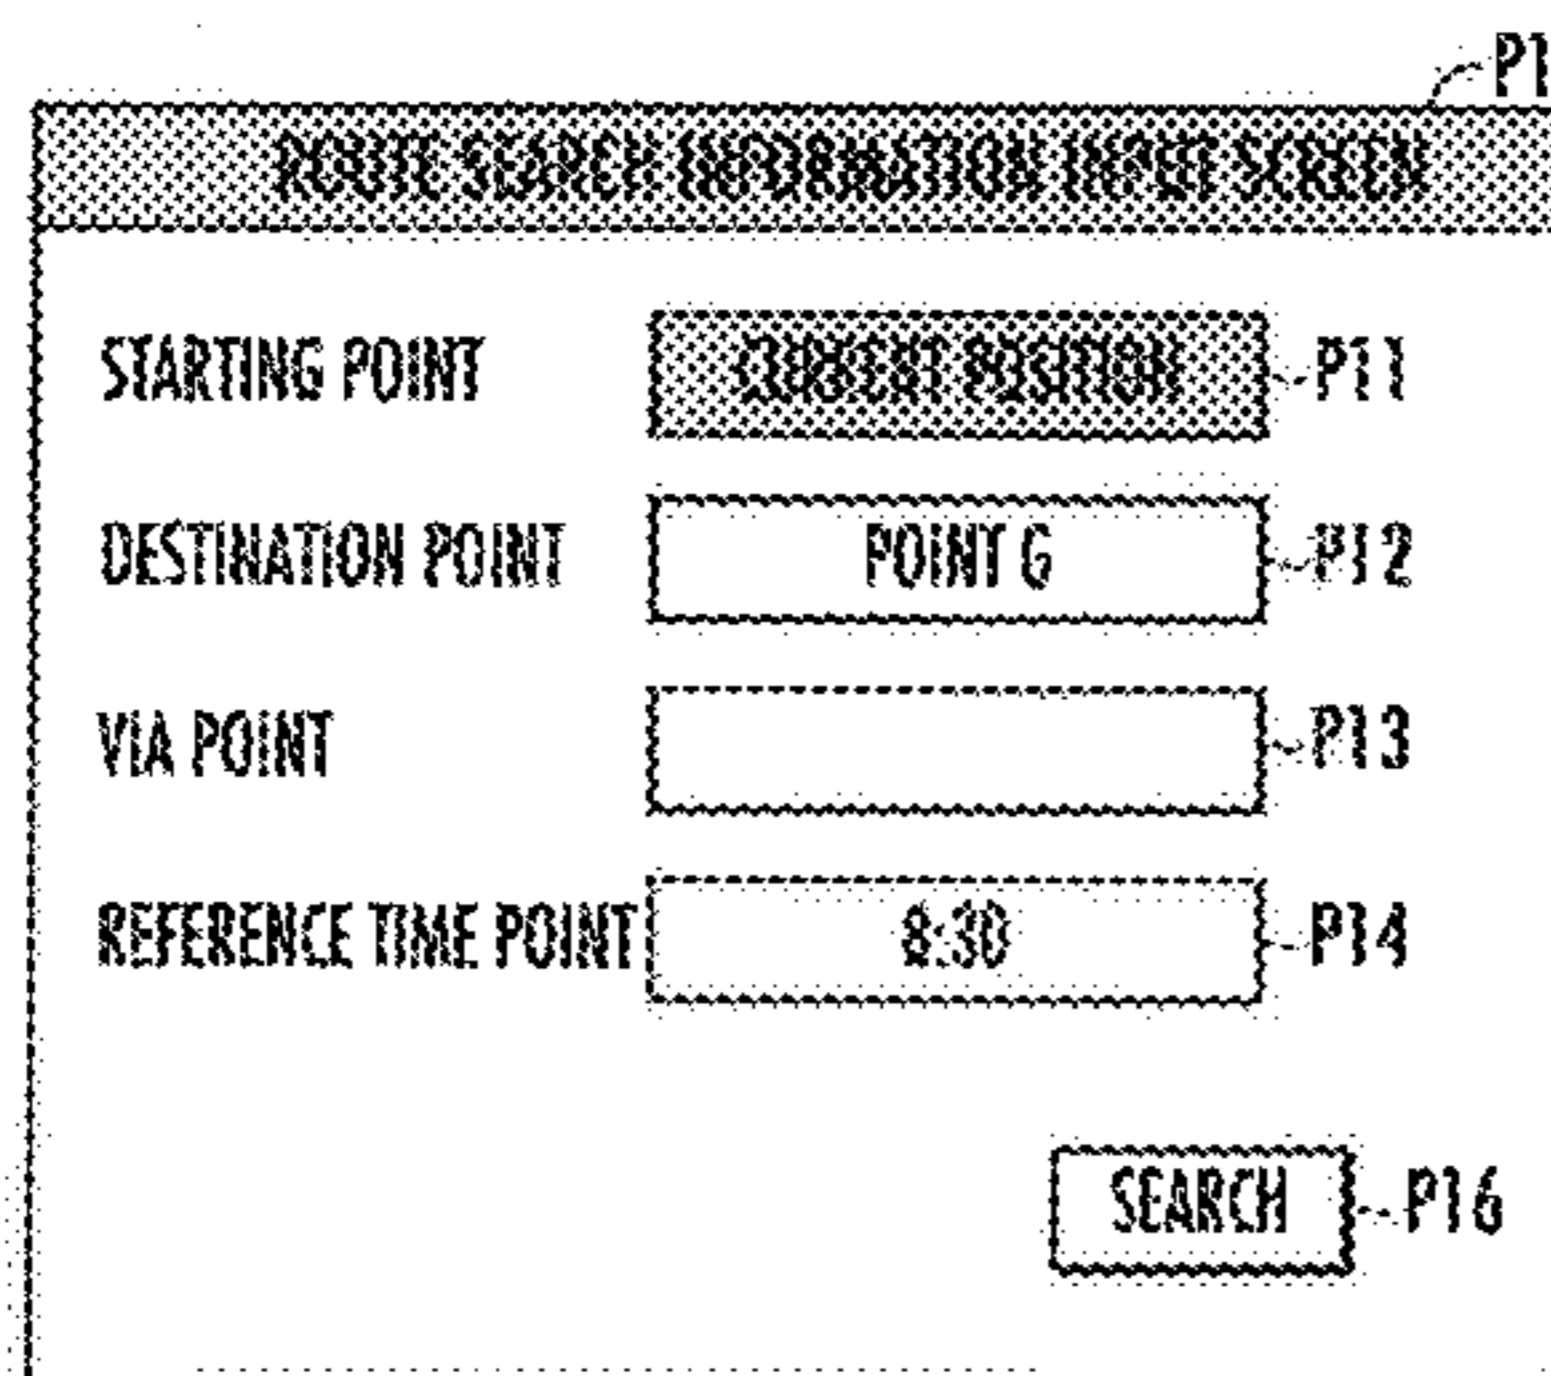 P1
ROUTE SEARCH INFORMATION INPUT SCREEN
STARTING POINT CURRENT POSITION P11
DESTINATION POINT POINT G P12
VIA POINT P13
REFERENCE TIME POINT 8:30 P14
SEARCH P16